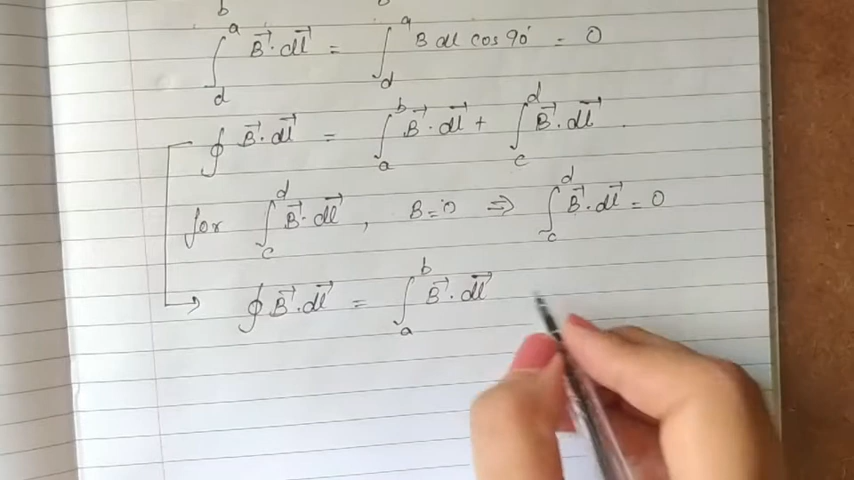 ∫_d^a B⃗·dl⃗ = ∫_d^a B dl cos 90° = 0
∮ B⃗·dl⃗ = ∫_a^b B⃗·dl⃗ + ∫_c^d B⃗·dl⃗ .
for ∫_c^d B⃗·dl⃗ , B=0 ⇒ ∫_c^d B⃗·dl⃗ = 0
→ ∮ B⃗·dl⃗ = ∫_a^b B⃗·dl⃗